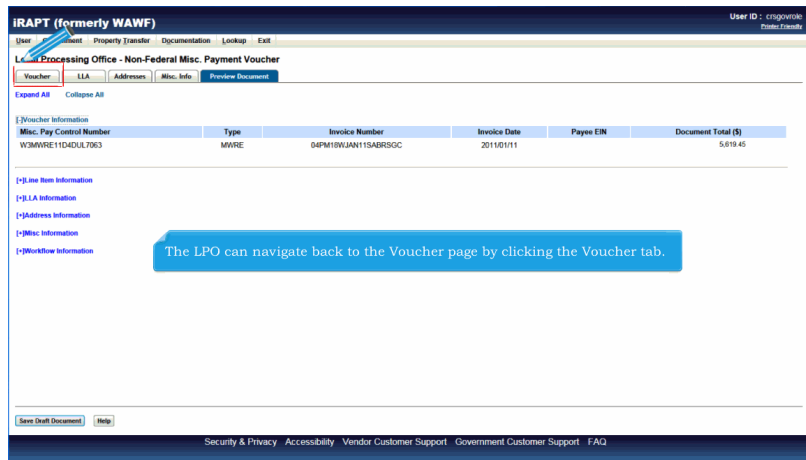 iRAPT (formerly WAWF)
User ID : crsgovrole
Printer Friendly
User Property Transfer Documentation Lookup Exit
Processing Office - Non-Federal Misc. Payment Voucher
Voucher LLA Addresses Misc. Info Preview Document
Expand All Collapse All
[-]Voucher Information
Misc. Pay Control Number Type Invoice Number Invoice Date Payee EIN Document Total ($)
W3MWRE11D4DUL7063 MWRE 04PM18WJAN11SABRSGC 2011/01/11 5,619.45
[+]Line Item Information
[+]LLA Information
[+]Address Information
[+]Misc Information
[+]Workflow Information
The LPO can navigate back to the Voucher page by clicking the Voucher tab.
Save Draft Document Help
Security & Privacy Accessibility Vendor Customer Support Government Customer Support FAQ